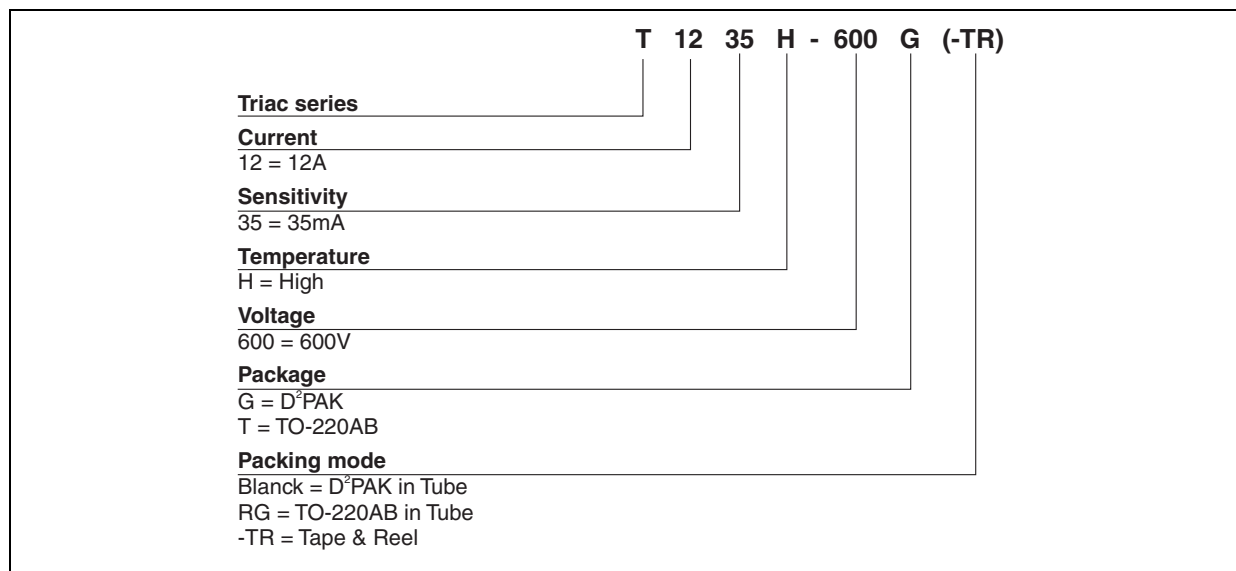 T 12 35 H - 600 G (-TR)
Triac series
Current
12 = 12A
Sensitivity
35 = 35mA
Temperature
H = High
Voltage
600 = 600V
Package
G = D²PAK
T = TO-220AB
Packing mode
Blanck = D²PAK in Tube
RG = TO-220AB in Tube
-TR = Tape & Reel